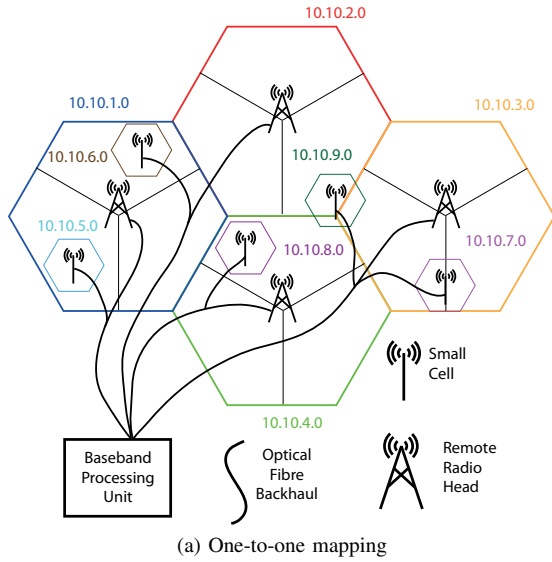 10.10.2.0
10.10.1.0
10.10.3.0
10.10.6.0
10.10.9.0
10.10.5.0
10.10.8.0
10.10.7.0
Small
Cell
10.10.4.0
Baseband
Processing
Unit
Optical
Fibre
Backhaul
Remote
Radio
Head
(a) One-to-one mapping